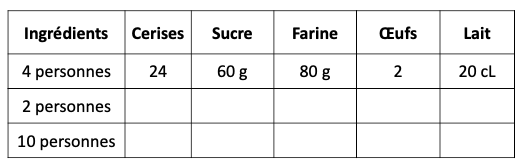 Ingrédients Cerises Sucre Farine Œufs Lait
4 personnes 24 60 g 80 g 2 20 cL
2 personnes
10 personnes